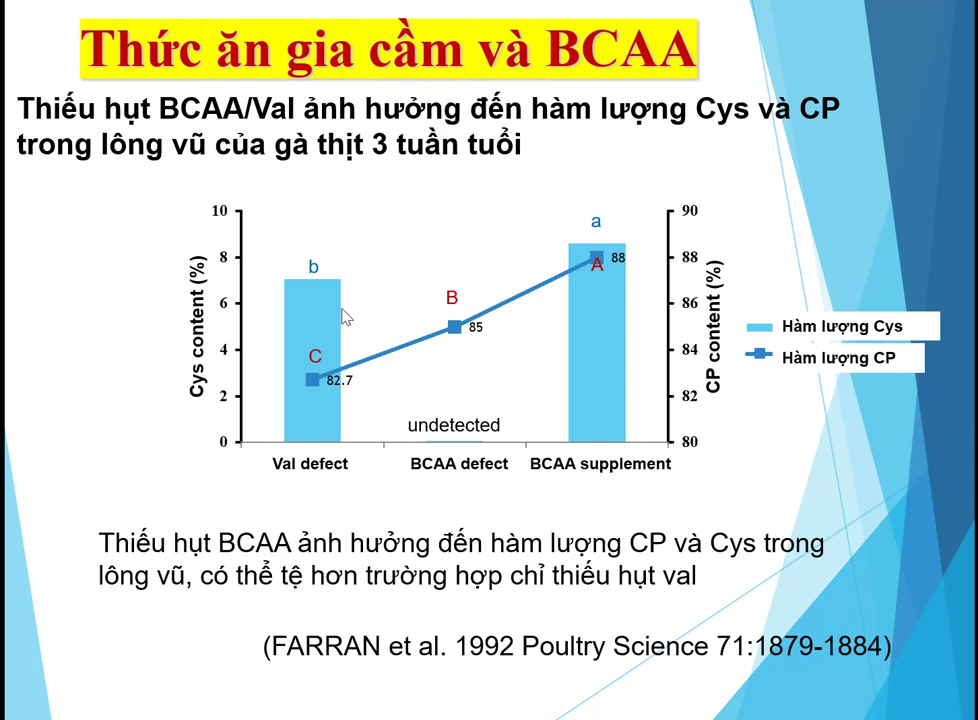 Thức ăn gia cầm và BCAA
Thiếu hụt BCAA/Val ảnh hưởng đến hàm lượng Cys và CP
trong lông vũ của gà thịt 3 tuần tuổi
10
8
6
4
2
0
Cys content (%)
b
a
C
B
A
82.7
85
88
undetected
90
88
86
84
82
80
CP content (%)
Hàm lượng Cys
Hàm lượng CP
Val defect
BCAA defect
BCAA supplement
Thiếu hụt BCAA ảnh hưởng đến hàm lượng CP và Cys trong
lông vũ, có thể tệ hơn trường hợp chỉ thiếu hụt val
(FARRAN et al. 1992 Poultry Science 71:1879-1884)